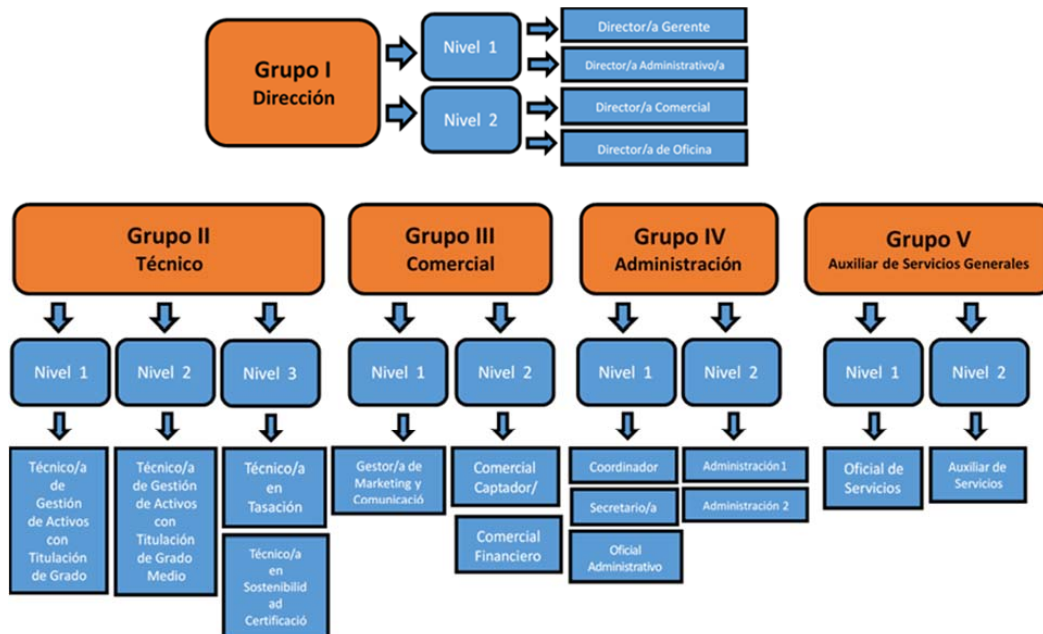 Grupo I
Dirección
Nivel 1
Director/a Gerente
Director/a Administrativo/a
Nivel 2
Director/a Comercial
Director/a de Oficina
Grupo II
Técnico
Grupo III
Comercial
Grupo IV
Administración
Grupo V
Auxiliar de Servicios Generales
Nivel 1
Nivel 2
Nivel 3
Nivel 1
Nivel 2
Nivel 1
Nivel 2
Nivel 1
Nivel 2
Técnico/a
de
Gestión
de Activos
con
Titulación
de Grado
Técnico/a
de Gestión
de Activos
con
Titulación
de Grado
Medio
Técnico/a
en
Tasación
Técnico/a
en
Sostenibilid
ad
Certificació
Gestor/a de
Marketing y
Comunicació
Comercial
Captador/
Comercial
Financiero
Coordinador
Secretario/a
Oficial
Administrativo
Administración 1
Administración 2
Oficial de
Servicios
Auxiliar de
Servicios